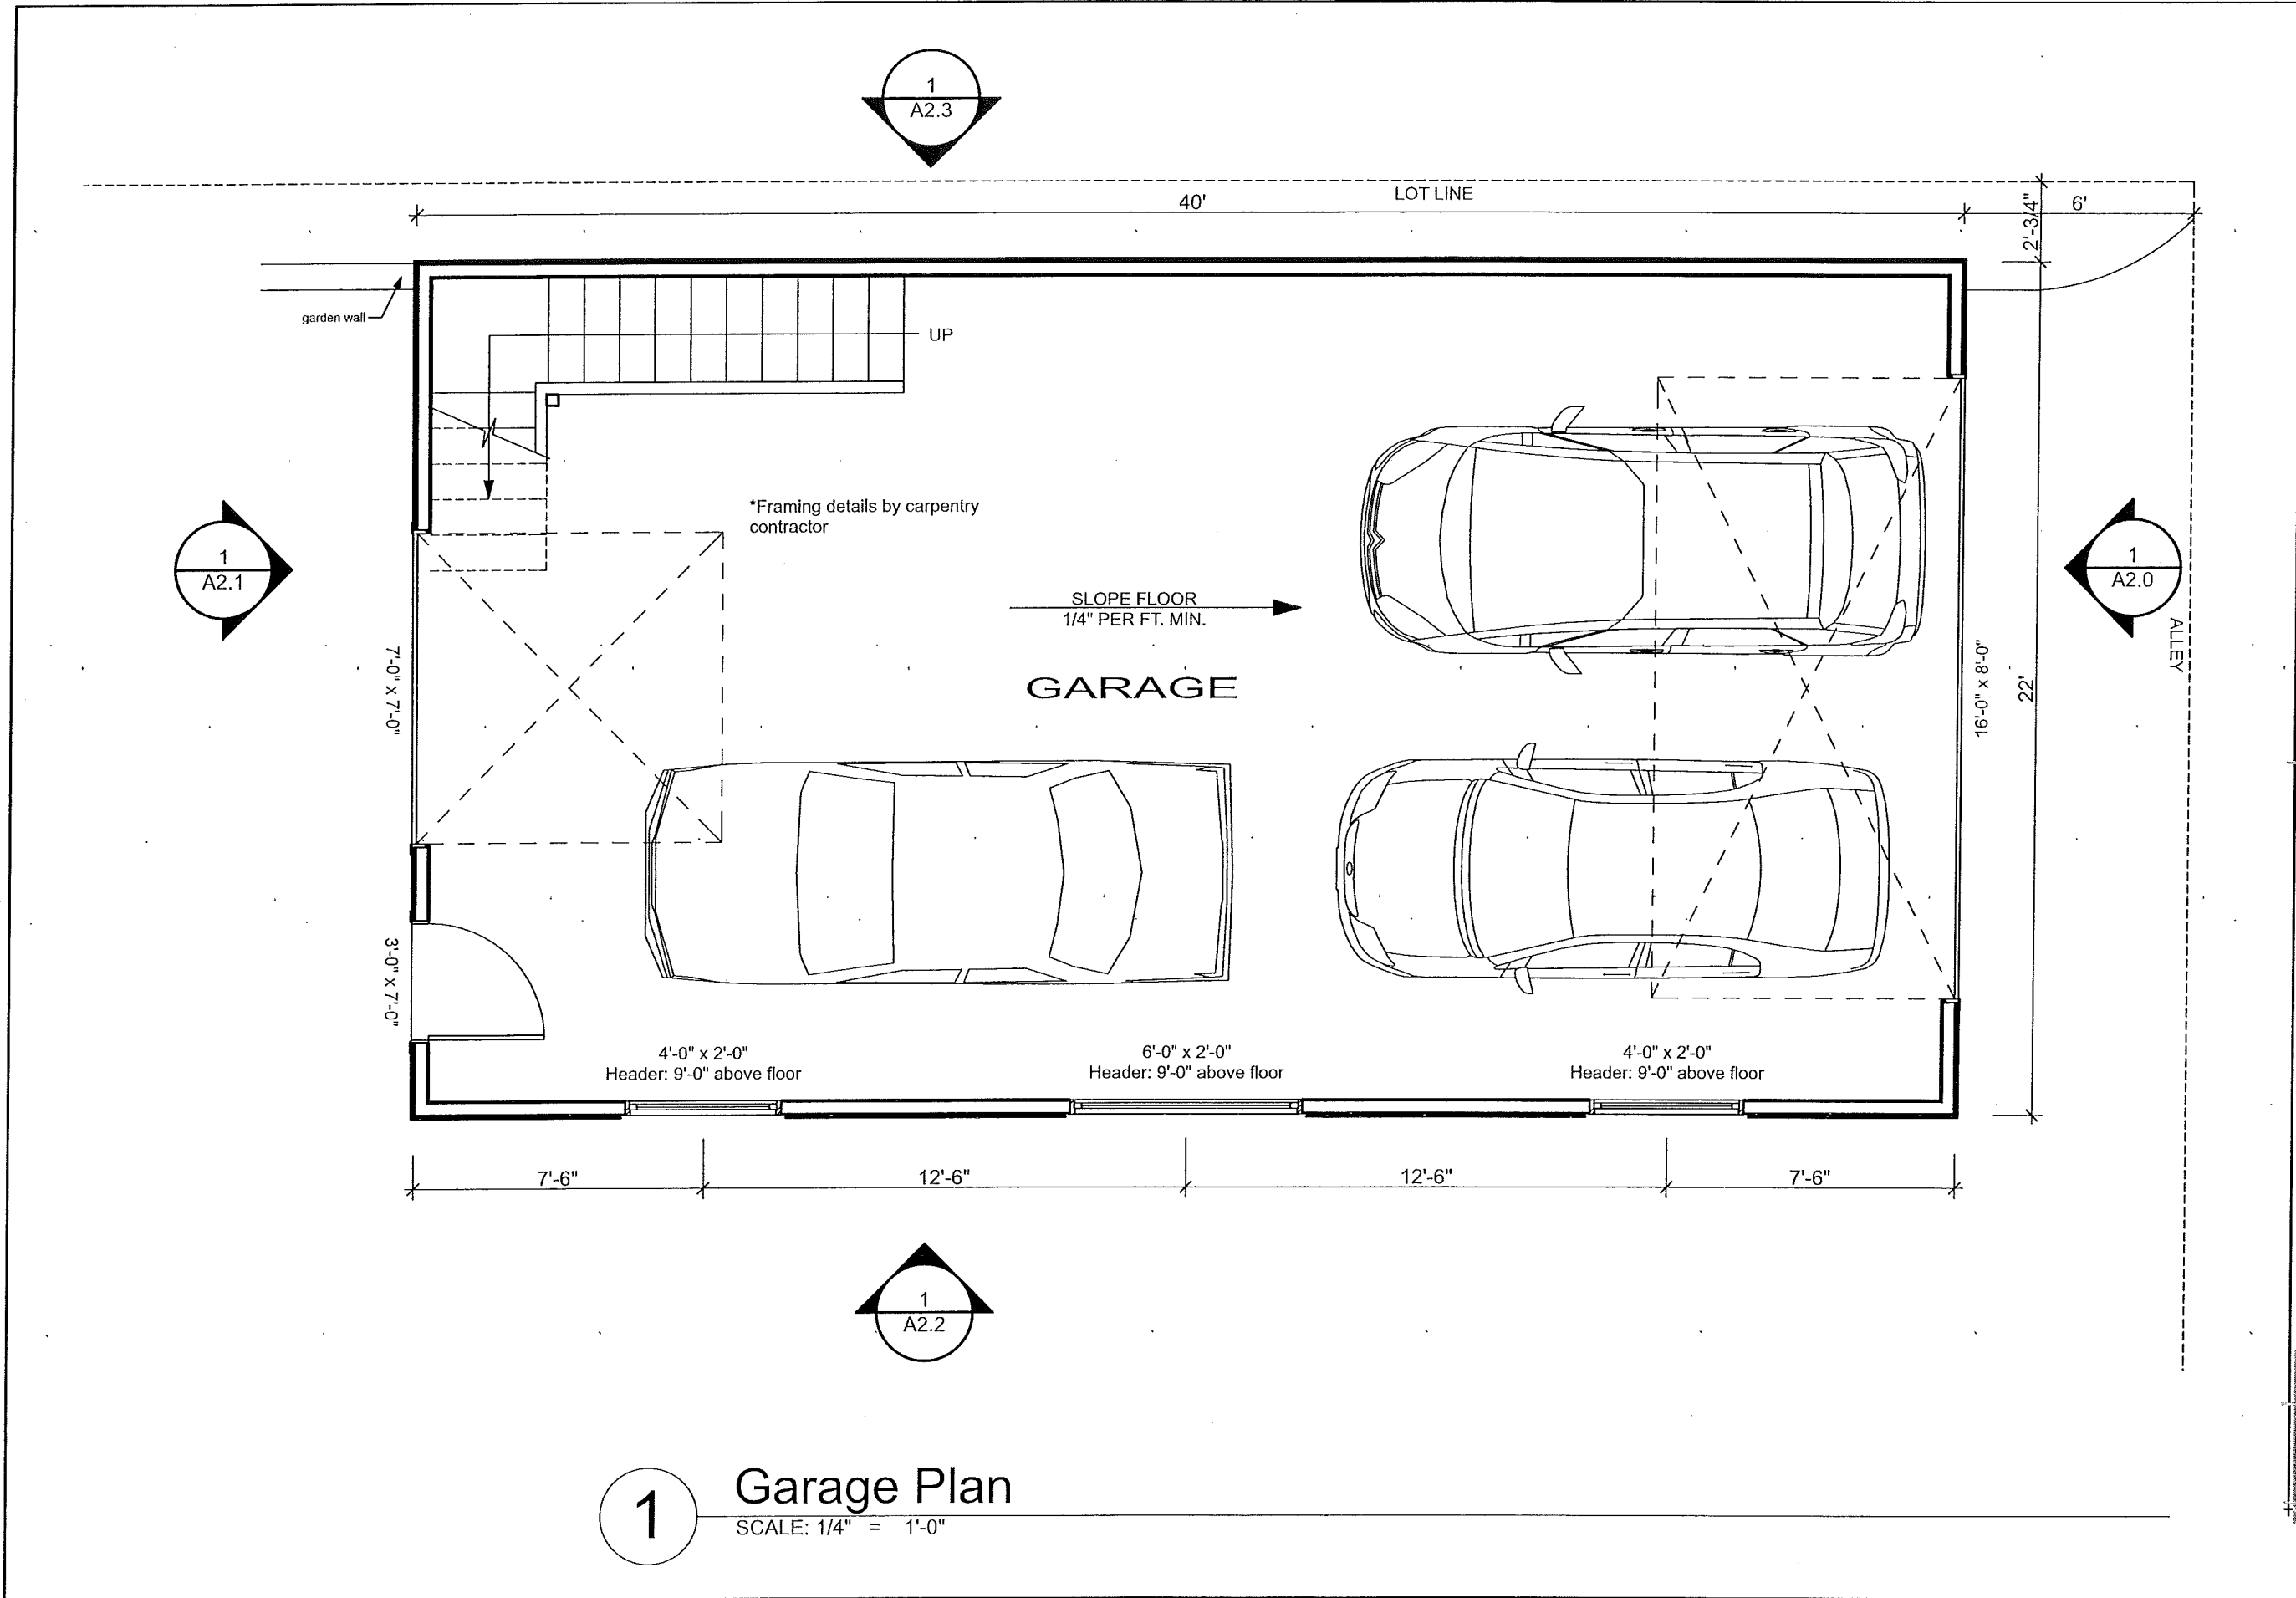 1
A2.3
LOT LINE
40'
6'
2'-3/4"
garden wall
UP
*Framing details by carpentry
contractor
1
A2.1
SLOPE FLOOR
1/4" PER FT. MIN.
1
A2.0
ALLEY
7'-0" x 7'-0"
GARAGE
16'-0" x 8'-0"
22'
3'-0" x 7'-0"
4'-0" x 2'-0"
Header: 9'-0" above floor
6'-0" x 2'-0"
Header: 9'-0" above floor
4'-0" x 2'-0"
Header: 9'-0" above floor
7'-6"
12'-6"
12'-6"
7'-6"
1
A2.2
1
Garage Plan
SCALE: 1/4" = 1'-0"